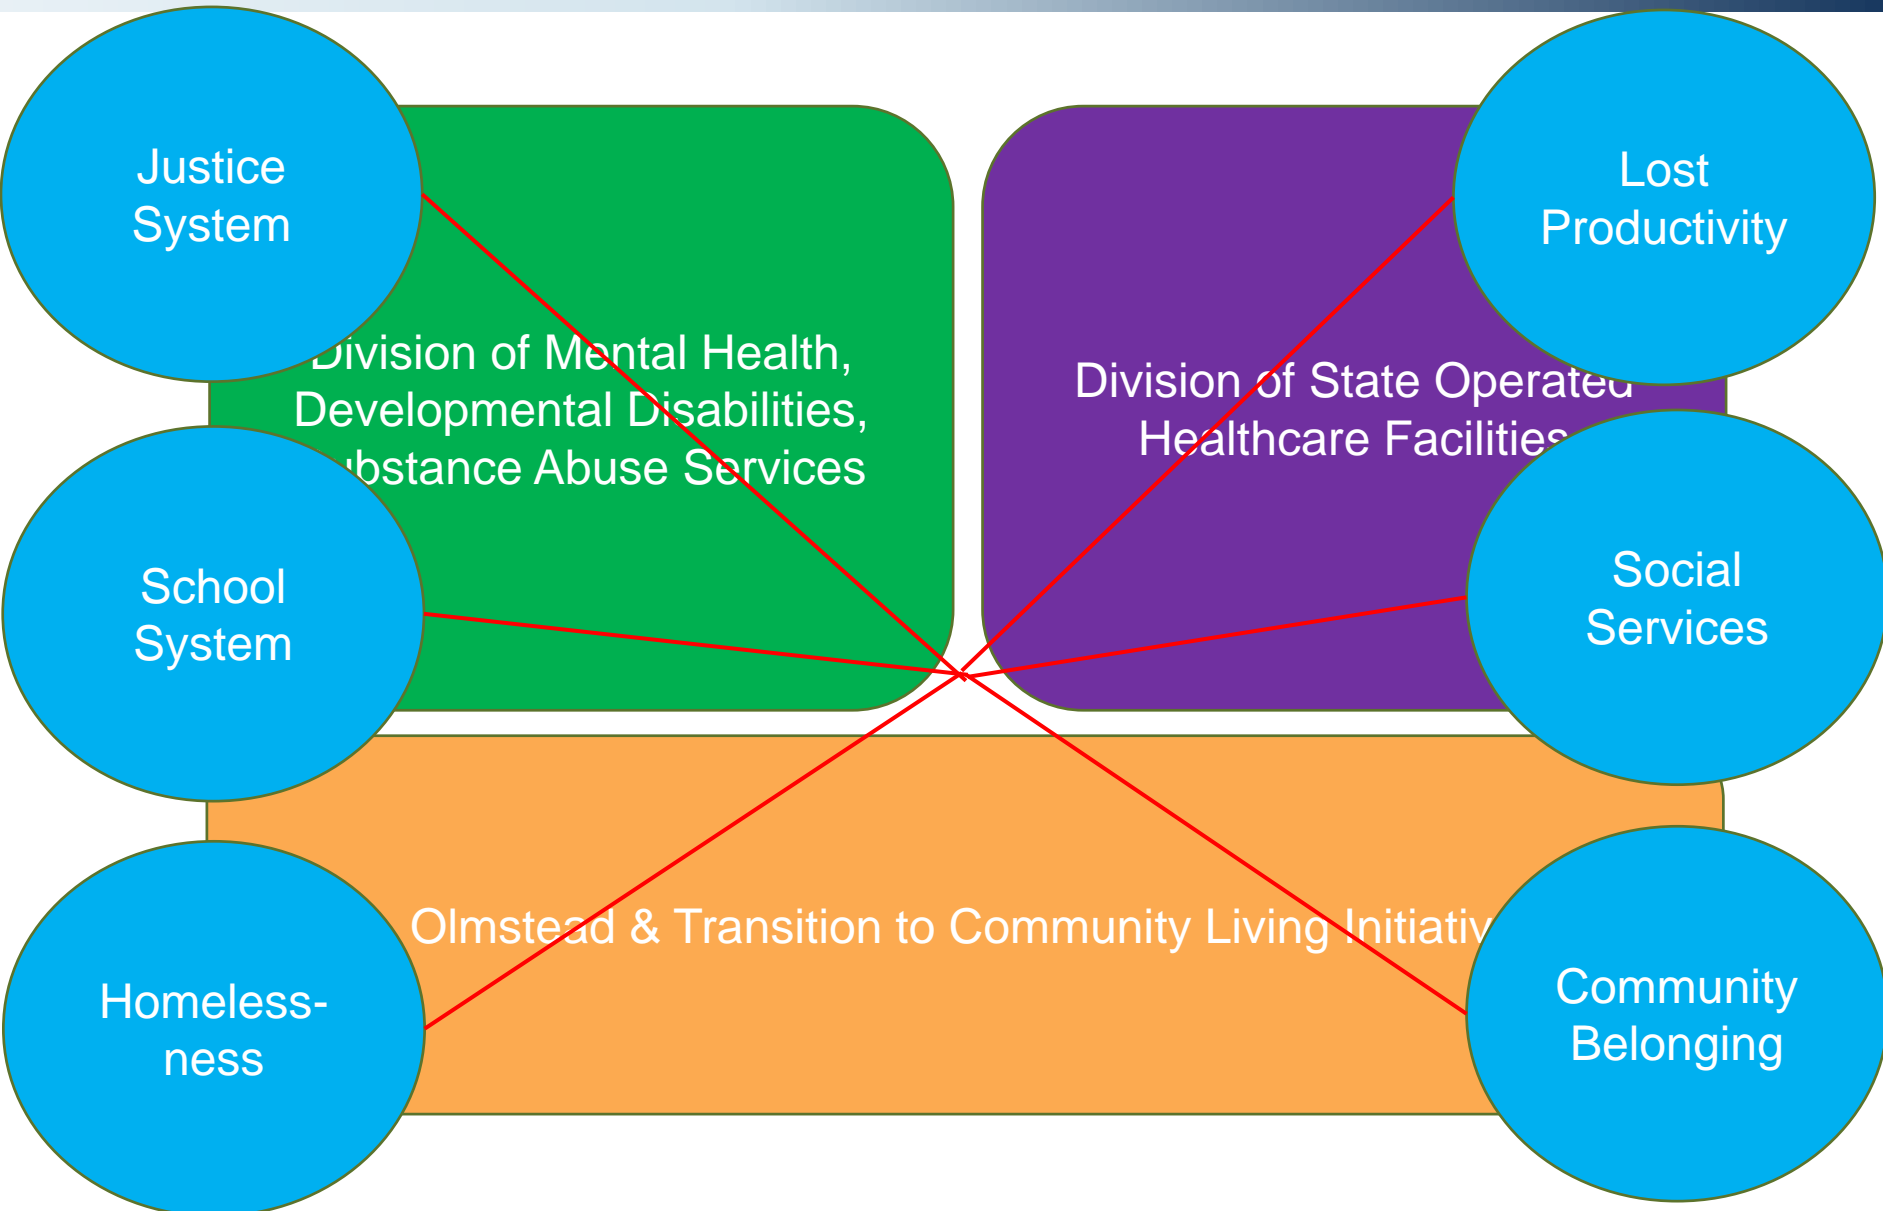 Justice
System
Lost
Productivity
Division of Mental Health,
Developmental Disabilities,
Substance Abuse Services
Division of State Operated
Healthcare Facilities
School
System
Social
Services
Olmstead & Transition to Community Living Initiativ
Homeless-
ness
Community
Belonging